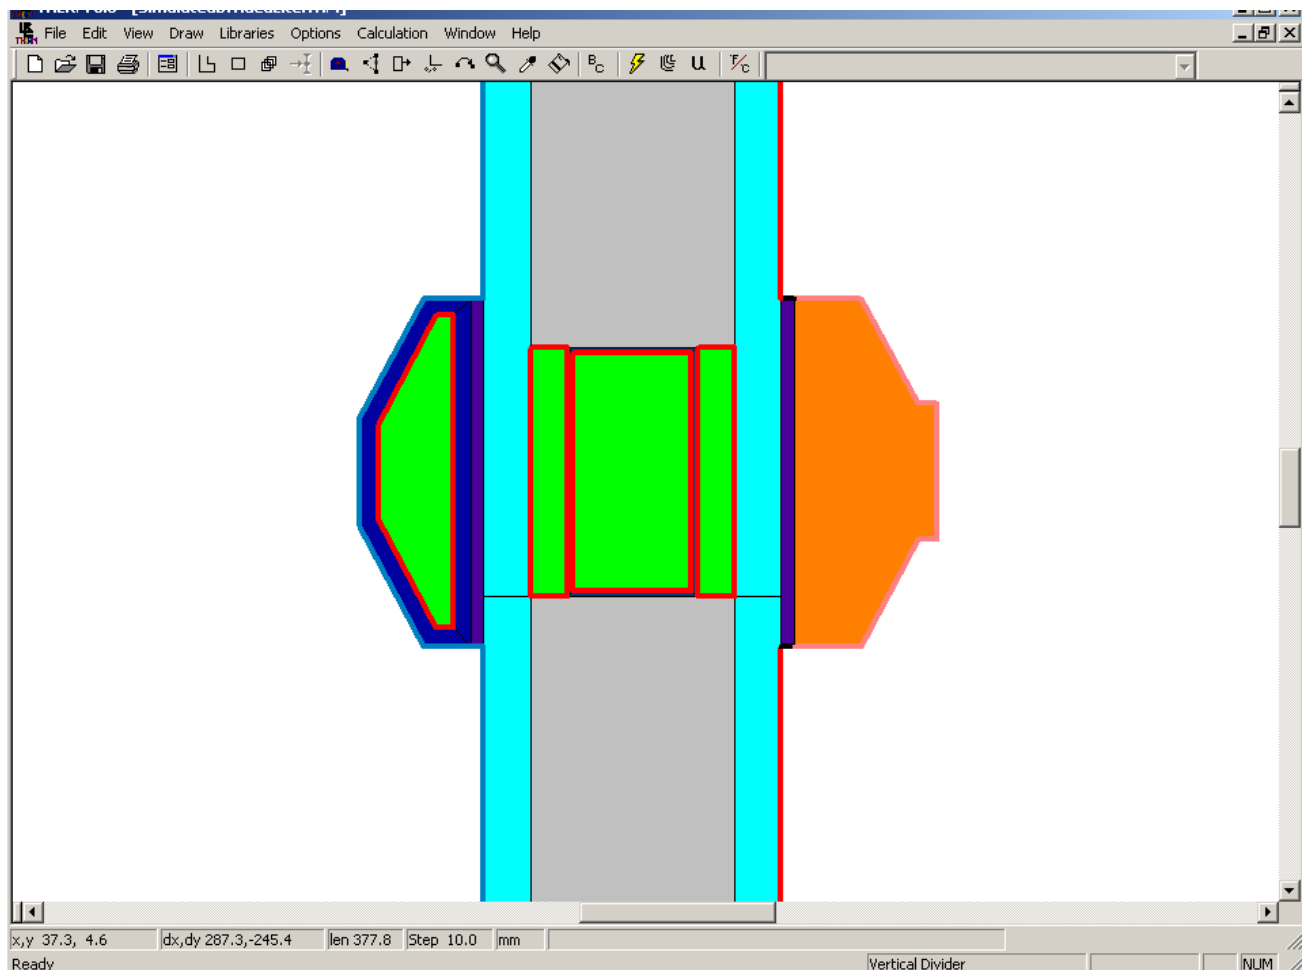 File Edit View Draw Libraries Options Calculation Window Help
BC F/C
x,y 37.3, 4.6 dx,dy 287.3,-245.4 len 377.8 Step 10.0 mm
Ready Vertical Divider NUM